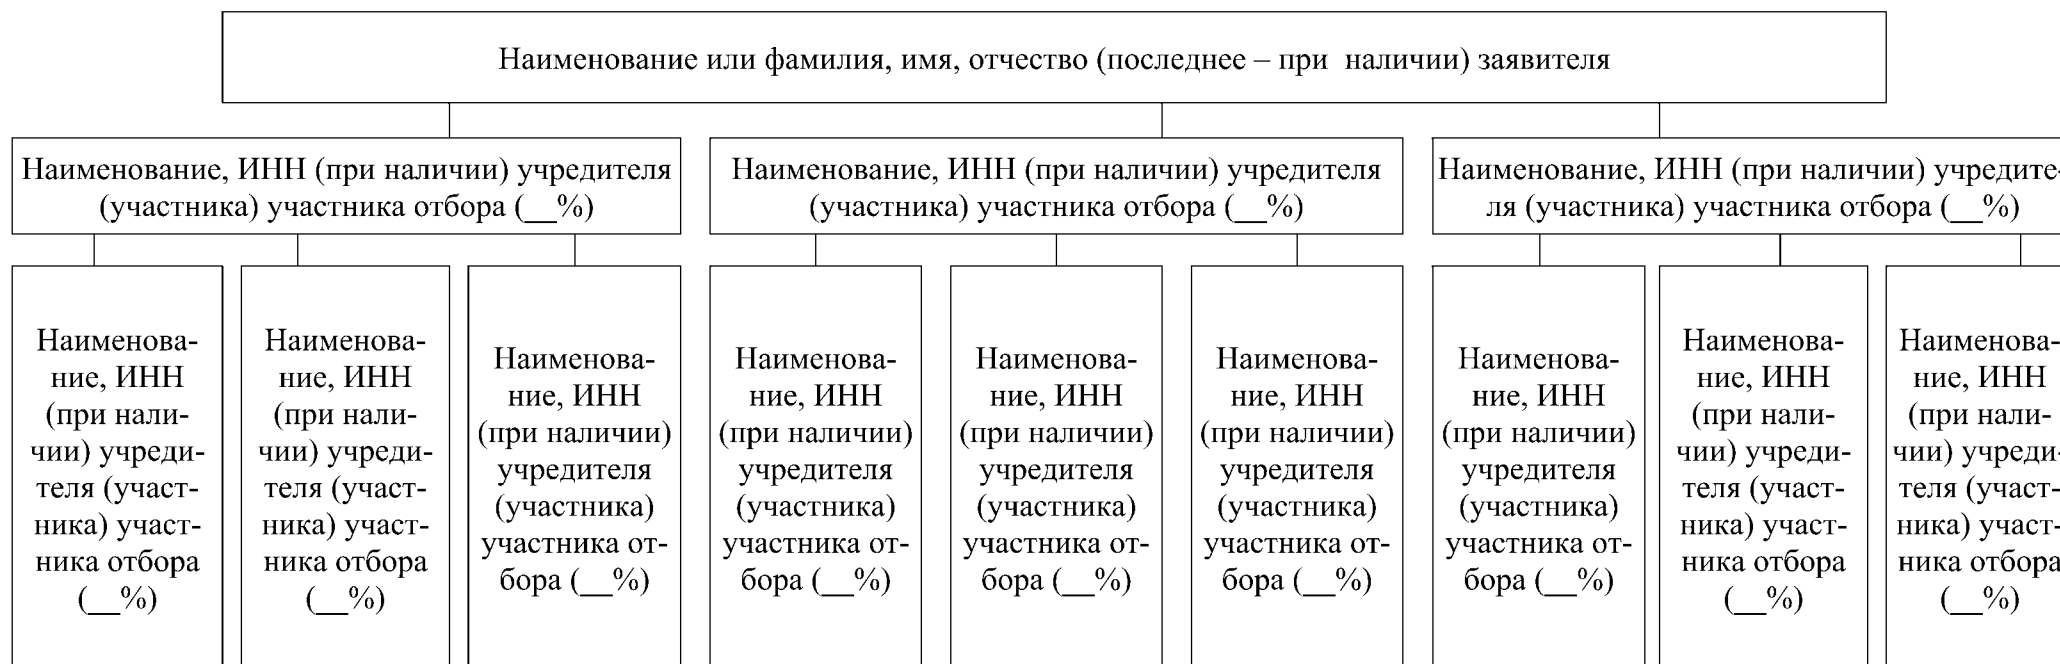 Наименование или фамилия, имя, отчество (последнее – при наличии) заявителя
Наименование, ИНН (при наличии) учредителя
(участника) участника отбора (__%)
Наименование, ИНН (при наличии) учредителя
(участника) участника отбора (__%)
Наименование, ИНН (при наличии) учредите-
ля (участника) участника отбора (__%)
Наименова-
ние, ИНН
(при нали-
чии) учреди-
теля (участ-
ника) участ-
ника отбора
(__%)
Наименова-
ние, ИНН
(при нали-
чии) учреди-
теля (участ-
ника) участ-
ника отбора
(__%)
Наименова-
ние, ИНН
(при наличии)
учредителя
(участника)
участника от-
бора (__%)
Наименова-
ние, ИНН
(при наличии)
учредителя
(участника)
участника от-
бора (__%)
Наименова-
ние, ИНН
(при наличии)
учредителя
(участника)
участника от-
бора (__%)
Наименова-
ние, ИНН
(при наличии)
учредителя
(участника)
участника от-
бора (__%)
Наименова-
ние, ИНН
(при наличии)
учредителя
(участника)
участника от-
бора (__%)
Наименова-
ние, ИНН
(при нали-
чии) учреди-
теля (участ-
ника) участ-
ника отбора
(__%)
Наименова-
ние, ИНН
(при нали-
чии) учреди-
теля (участ-
ника) участ-
ника отбора
(__%)